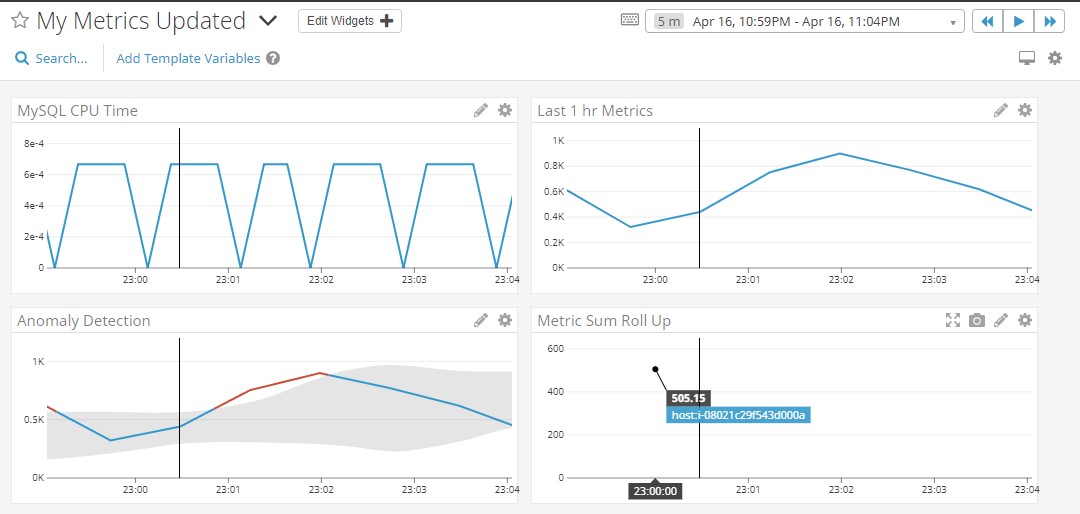 My Metrics Updated Edit Widgets 5 m Apr 16, 10:59PM - Apr 16, 11:04PM
Search... Add Template Variables ?
MySQL CPU Time
8e-4
6e-4
4e-4
2e-4
0
23:00 23:01 23:02 23:03 23:04
Last 1 hr Metrics
1K
0.8K
0.6K
0.4K
0.2K
0K
23:00 23:01 23:02 23:03 23:04
Anomaly Detection
1K
0.5K
0K
23:00 23:01 23:02 23:03 23:04
Metric Sum Roll Up
600
400
200
0
505.15
host:i-08021c29f543d000a
23:00:00 23:01 23:02 23:03 23:04